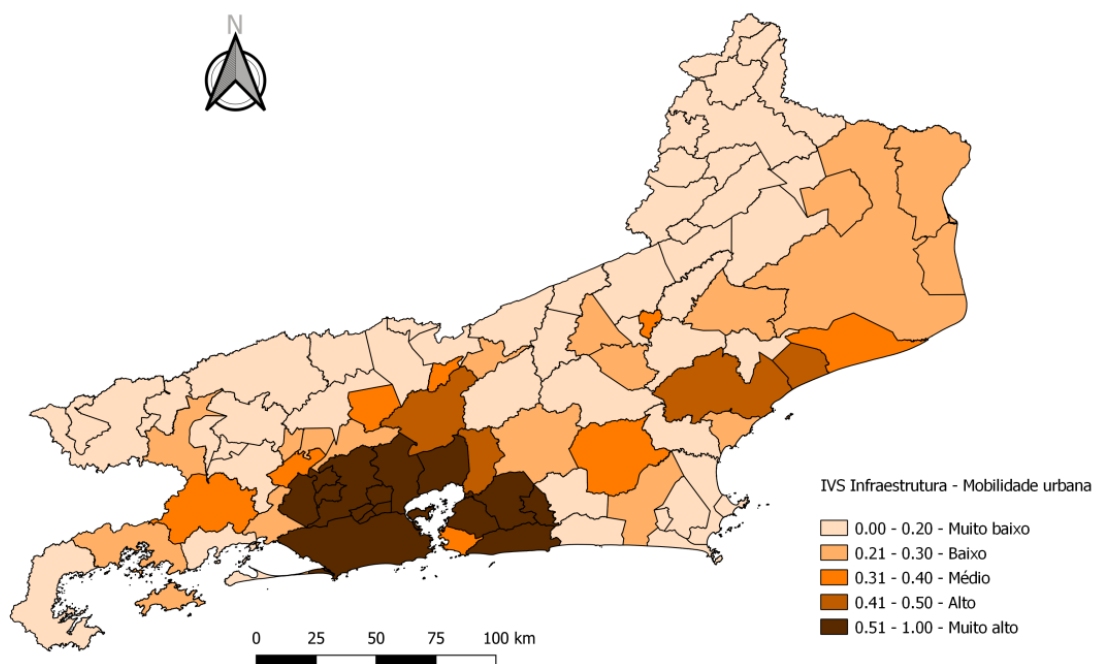 N
IVS Infraestrutura - Mobilidade urbana
0.00 - 0.20 - Muito baixo
0.21 - 0.30 - Baixo
0.31 - 0.40 - Médio
0.41 - 0.50 - Alto
0.51 - 1.00 - Muito alto
0 25 50 75 100 km